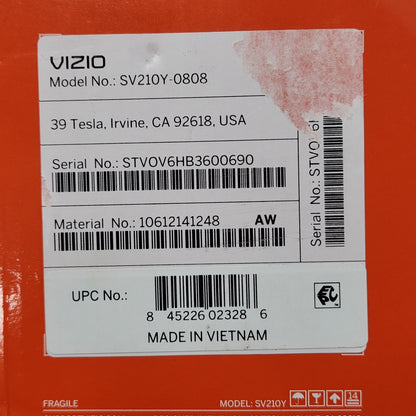 VIZIO
Model No.: SV210Y-0808
39 Tesla, Irvine, CA 92618, USA
Serial No.: STVOV6HB3600690
Material No.: 10612141248 AW
Serial No.: STVO
UPC No.:
8 45226 02328 6
MADE IN VIETNAM
FRAGILE
MODEL: SV210Y
14